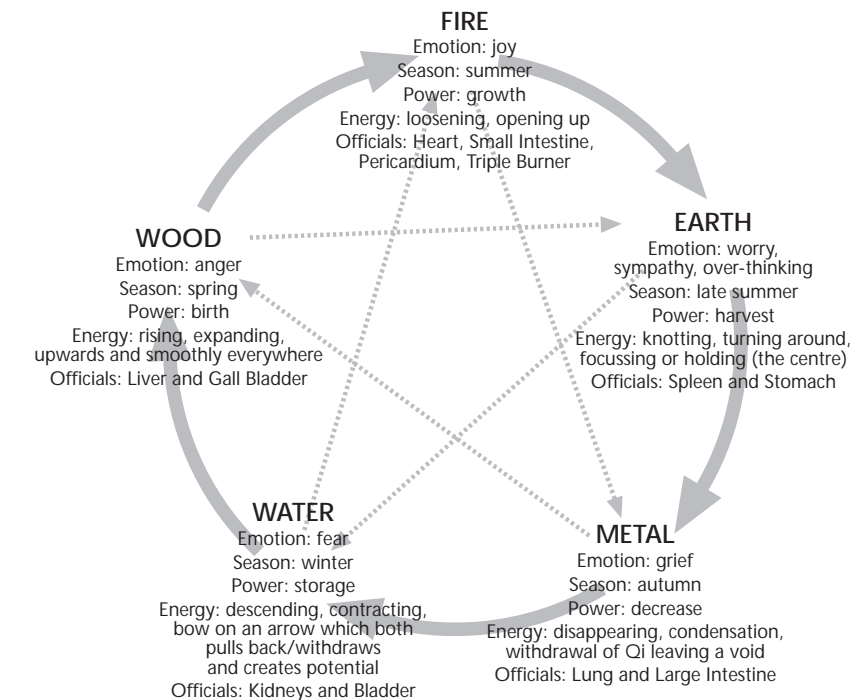 FIRE
Emotion: joy
Season: summer
Power: growth
Energy: loosening, opening up
Officials: Heart, Small Intestine,
Pericardium, Triple Burner
EARTH
Emotion: worry,
sympathy, over-thinking
Season: late summer
Power: harvest
Energy: knotting, turning around,
focussing or holding (the centre)
Officials: Spleen and Stomach
METAL
Emotion: grief
Season: autumn
Power: decrease
Energy: disappearing, condensation,
withdrawal of Qi leaving a void
Officials: Lung and Large Intestine
WATER
Emotion: fear
Season: winter
Power: storage
Energy: descending, contracting,
bow on an arrow which both
pulls back/withdraws
and creates potential
Officials: Kidneys and Bladder
WOOD
Emotion: anger
Season: spring
Power: birth
Energy: rising, expanding,
upwards and smoothly everywhere
Officials: Liver and Gall Bladder